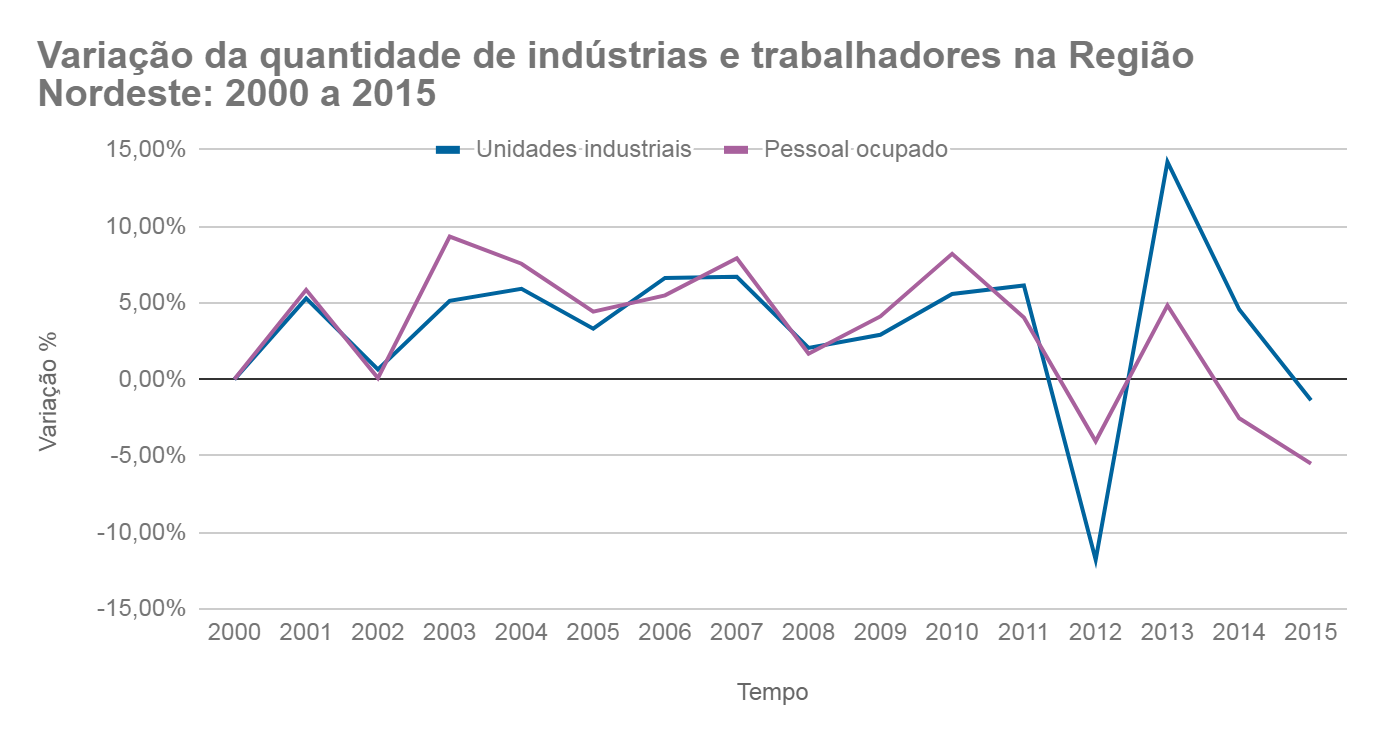 Variação da quantidade de indústrias e trabalhadores na Região
Nordeste: 2000 a 2015
Unidades industriais
Pessoal ocupado
15,00%
10,00%
5,00%
0,00%
-5,00%
-10,00%
-15,00%
Variação %
2000 2001 2002 2003 2004 2005 2006 2007 2008 2009 2010 2011 2012 2013 2014 2015
Tempo